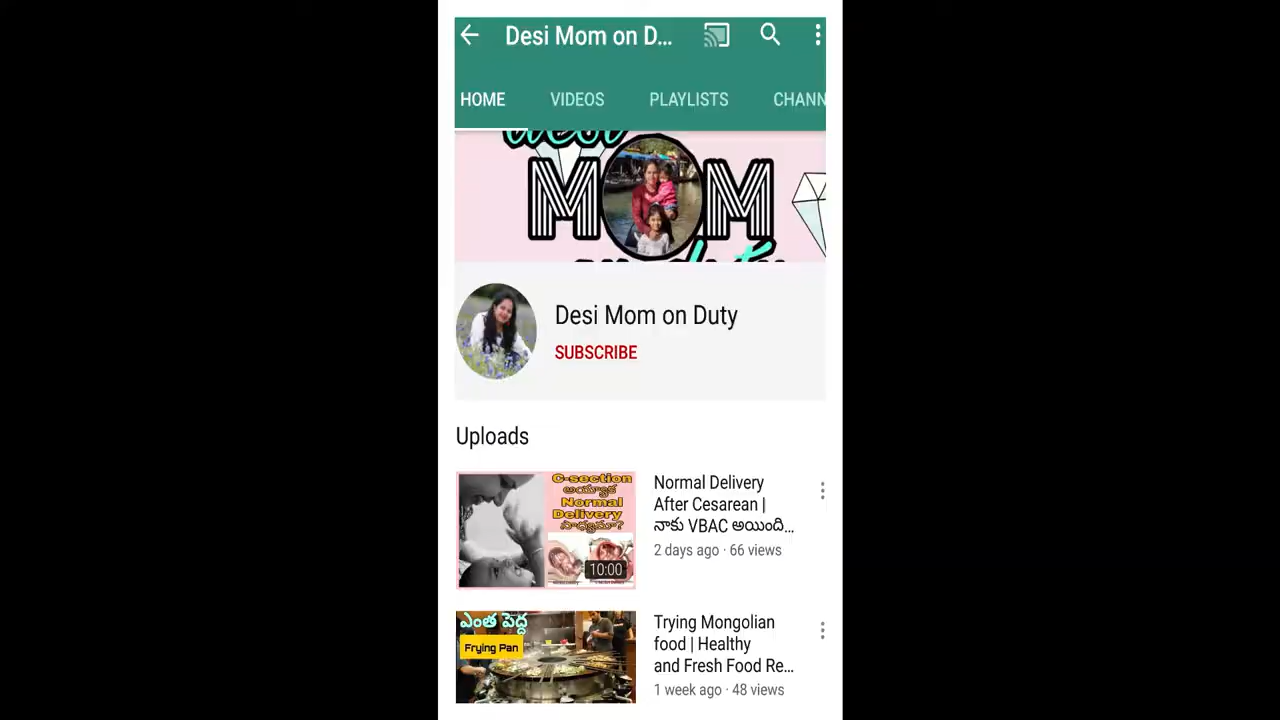 Desi Mom on D...
HOME VIDEOS PLAYLISTS CHANN
MOM
Desi Mom on Duty
SUBSCRIBE
Uploads
C-section
అయ్యాక
Normal
Delivery
సాధ్యమా?
10:00
Normal Delivery
After Cesarean |
నాకు VBAC అయింది...
2 days ago · 66 views
ఎంత పెద్ద
Frying Pan
Trying Mongolian
food | Healthy
and Fresh Food Re...
1 week ago · 48 views